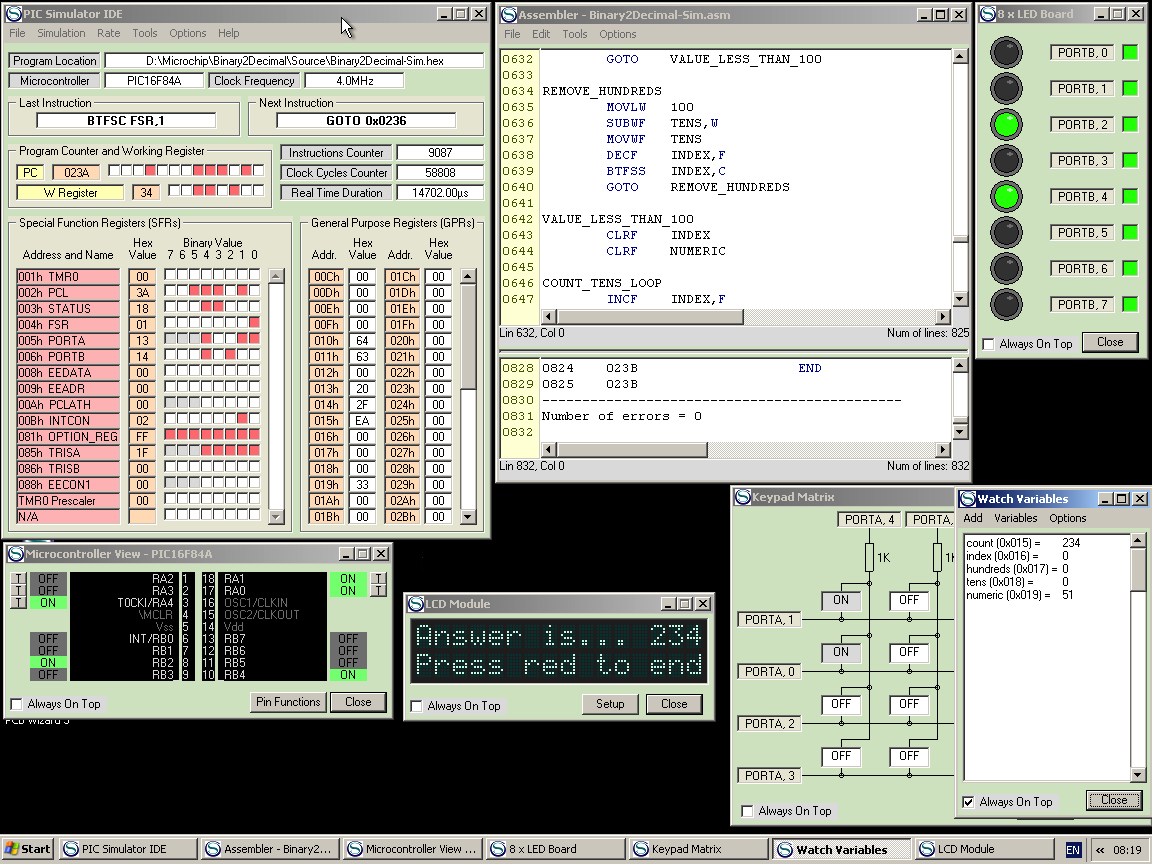 PIC Simulator IDE
File Simulation Rate Tools Options Help
Program Location D:\Microchip\Binary2Decimal\Source\Binary2Decimal-Sim.hex
Microcontroller PIC16F84A Clock Frequency 4.0MHz
Last Instruction Next Instruction
BTFSC FSR,1 GOTO 0x0236
Program Counter and Working Register
PC 023A
W Register 34
Instructions Counter 9087
Clock Cycles Counter 58808
Real Time Duration 14702.00µs
Special Function Registers (SFRs)
Hex Binary Value
Address and Name Value 7 6 5 4 3 2 1 0
001h TMR0 00
002h PCL 3A
003h STATUS 18
004h FSR 01
005h PORTA 13
006h PORTB 14
008h EEDATA 00
009h EEADR 00
00Ah PCLATH 00
00Bh INTCON 02
081h OPTION_REG FF
085h TRISA 1F
086h TRISB 00
088h EECON1 00
TMR0 Prescaler 00
N/A
General Purpose Registers (GPRs)
Hex Hex
Addr. Value Addr. Value
00Ch 00 01Ch 00
00Dh 00 01Dh 00
00Eh 00 01Eh 00
00Fh 00 01Fh 00
010h 64 020h 00
011h 63 021h 00
012h 00 022h 00
013h 20 023h 00
014h 2F 024h 00
015h EA 025h 00
016h 00 026h 00
017h 00 027h 00
018h 00 028h 00
019h 33 029h 00
01Ah 00 02Ah 00
01Bh 00 02Bh 00
Assembler - Binary2Decimal-Sim.asm
File Edit Tools Options
0632 GOTO VALUE_LESS_THAN_100
0633
0634 REMOVE_HUNDREDS
0635 MOVLW 100
0636 SUBWF TENS,W
0637 MOVWF TENS
0638 DECF INDEX,F
0639 BTFSS INDEX,C
0640 GOTO REMOVE_HUNDREDS
0641
0642 VALUE_LESS_THAN_100
0643 CLRF INDEX
0644 CLRF NUMERIC
0645
0646 COUNT_TENS_LOOP
0647 INCF INDEX,F
Lin 632, Col 0 Num of lines: 825
0828 0824 023B END
0829 0825 023B
0830 ---------------------------------------------
0831 Number of errors = 0
0832
Lin 832, Col 0 Num of lines: 832
8 x LED Board
PORTB, 0
PORTB, 1
PORTB, 2
PORTB, 3
PORTB, 4
PORTB, 5
PORTB, 6
PORTB, 7
Always On Top Close
Microcontroller View - PIC16F84A
T OFF RA2 1 18 RA1 ON T
T OFF RA3 2 17 RA0 ON T
T ON T0CKI/RA4 3 16 OSC1/CLKIN
\MCLR 4 15 OSC2/CLKOUT
Vss 5 14 Vdd
OFF INT/RB0 6 13 RB7 OFF
OFF RB1 7 12 RB6 OFF
ON RB2 8 11 RB5 OFF
OFF RB3 9 10 RB4 ON
Always On Top Pin Functions Close
PCB Wizard 3
LCD Module
Answer is... 234
Press red to end
Always On Top Setup Close
Keypad Matrix
PORTA, 4 PORTA,
1K 1K
ON OFF
PORTA, 1
ON OFF
PORTA, 0
OFF OFF
PORTA, 2
OFF OFF
PORTA, 3
Always On Top
Watch Variables
Add Variables Options
count (0x015) = 234
index (0x016) = 0
hundreds (0x017) = 0
tens (0x018) = 0
numeric (0x019) = 51
Always On Top Close
Start PIC Simulator IDE Assembler - Binary2... Microcontroller View ... 8 x LED Board Keypad Matrix Watch Variables LCD Module EN « 08:19